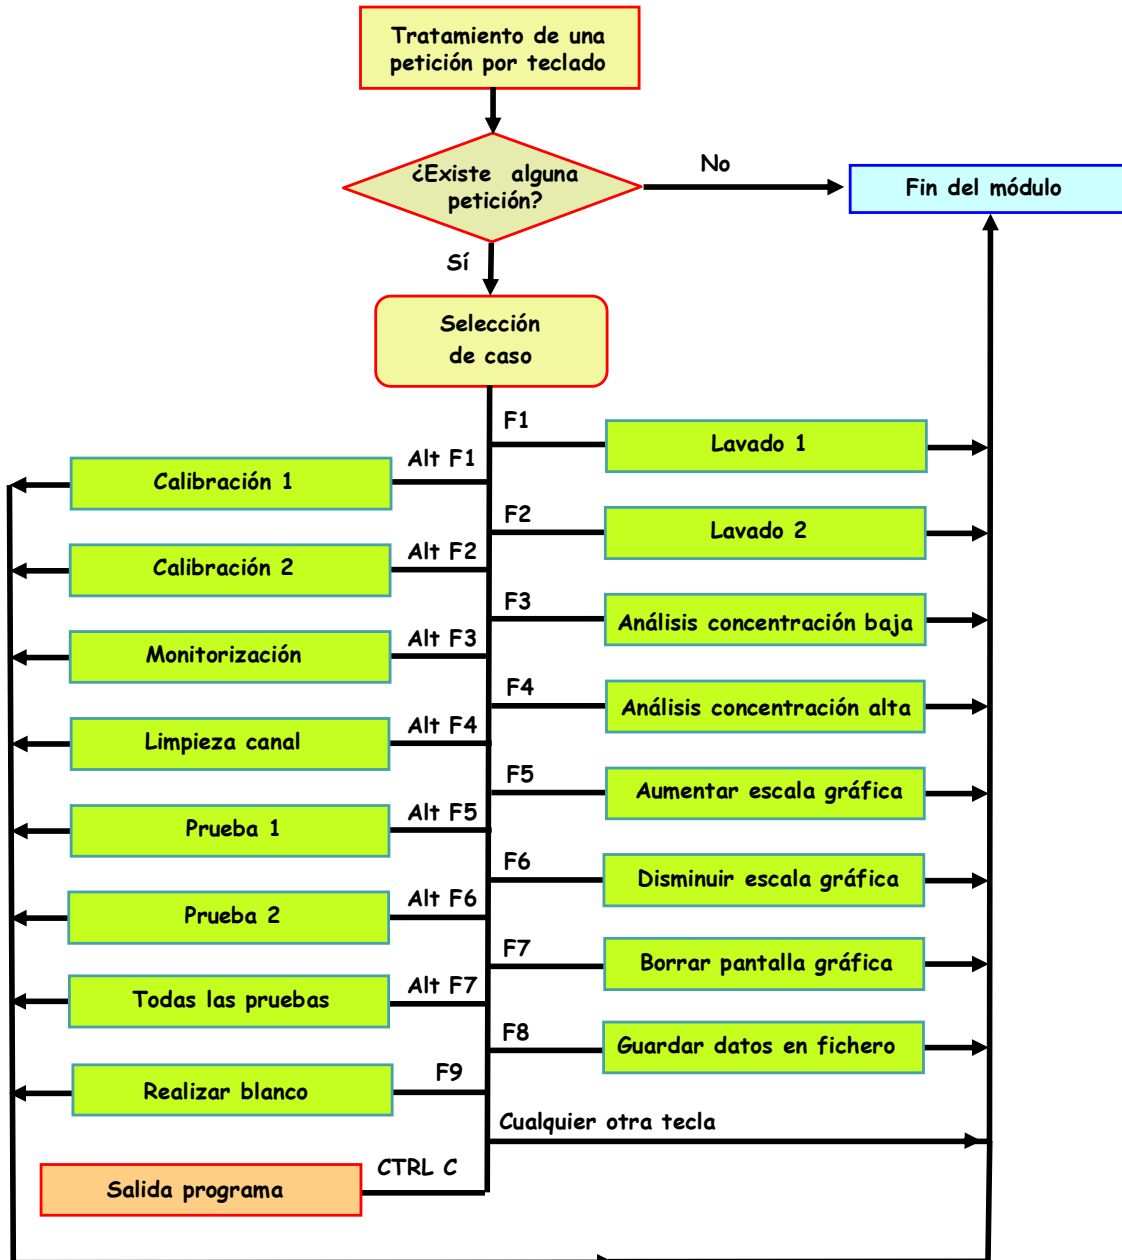 Tratamiento de una
petición por teclado
¿Existe alguna
petición?
No
Fin del módulo
Sí
Selección
de caso
F1
Lavado 1
Alt F1
Calibración 1
F2
Lavado 2
Alt F2
Calibración 2
F3
Análisis concentración baja
Alt F3
Monitorización
F4
Análisis concentración alta
Alt F4
Limpieza canal
F5
Aumentar escala gráfica
Alt F5
Prueba 1
F6
Disminuir escala gráfica
Alt F6
Prueba 2
F7
Borrar pantalla gráfica
Alt F7
Todas las pruebas
F8
Guardar datos en fichero
F9
Realizar blanco
Cualquier otra tecla
CTRL C
Salida programa